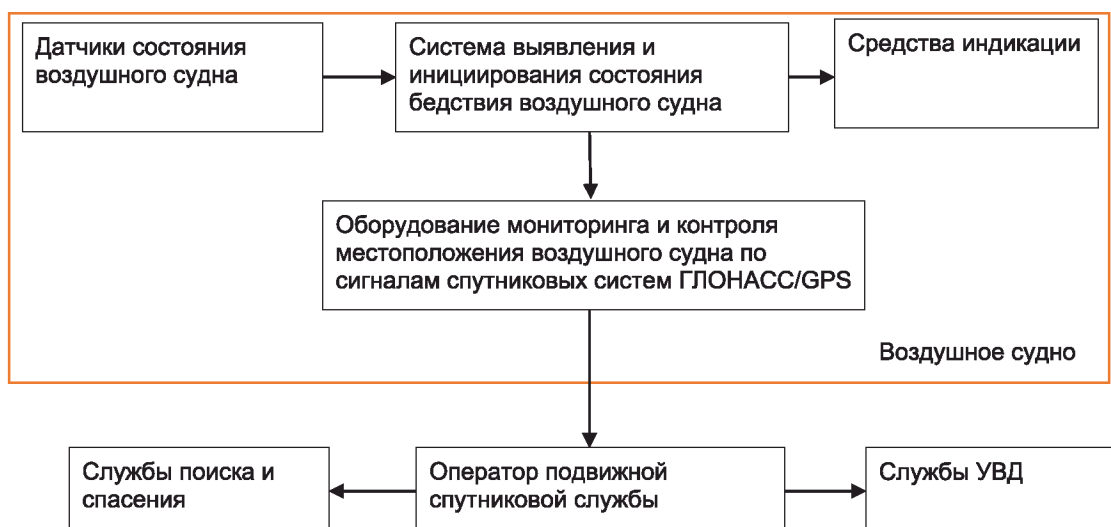 Датчики состояния
воздушного судна
Система выявления и
инициирования состояния
бедствия воздушного судна
Средства индикации
Оборудование мониторинга и контроля
местоположения воздушного судна по
сигналам спутниковых систем ГЛОНАСС/GPS
Воздушное судно
Службы поиска и
спасения
Оператор подвижной
спутниковой службы
Службы УВД